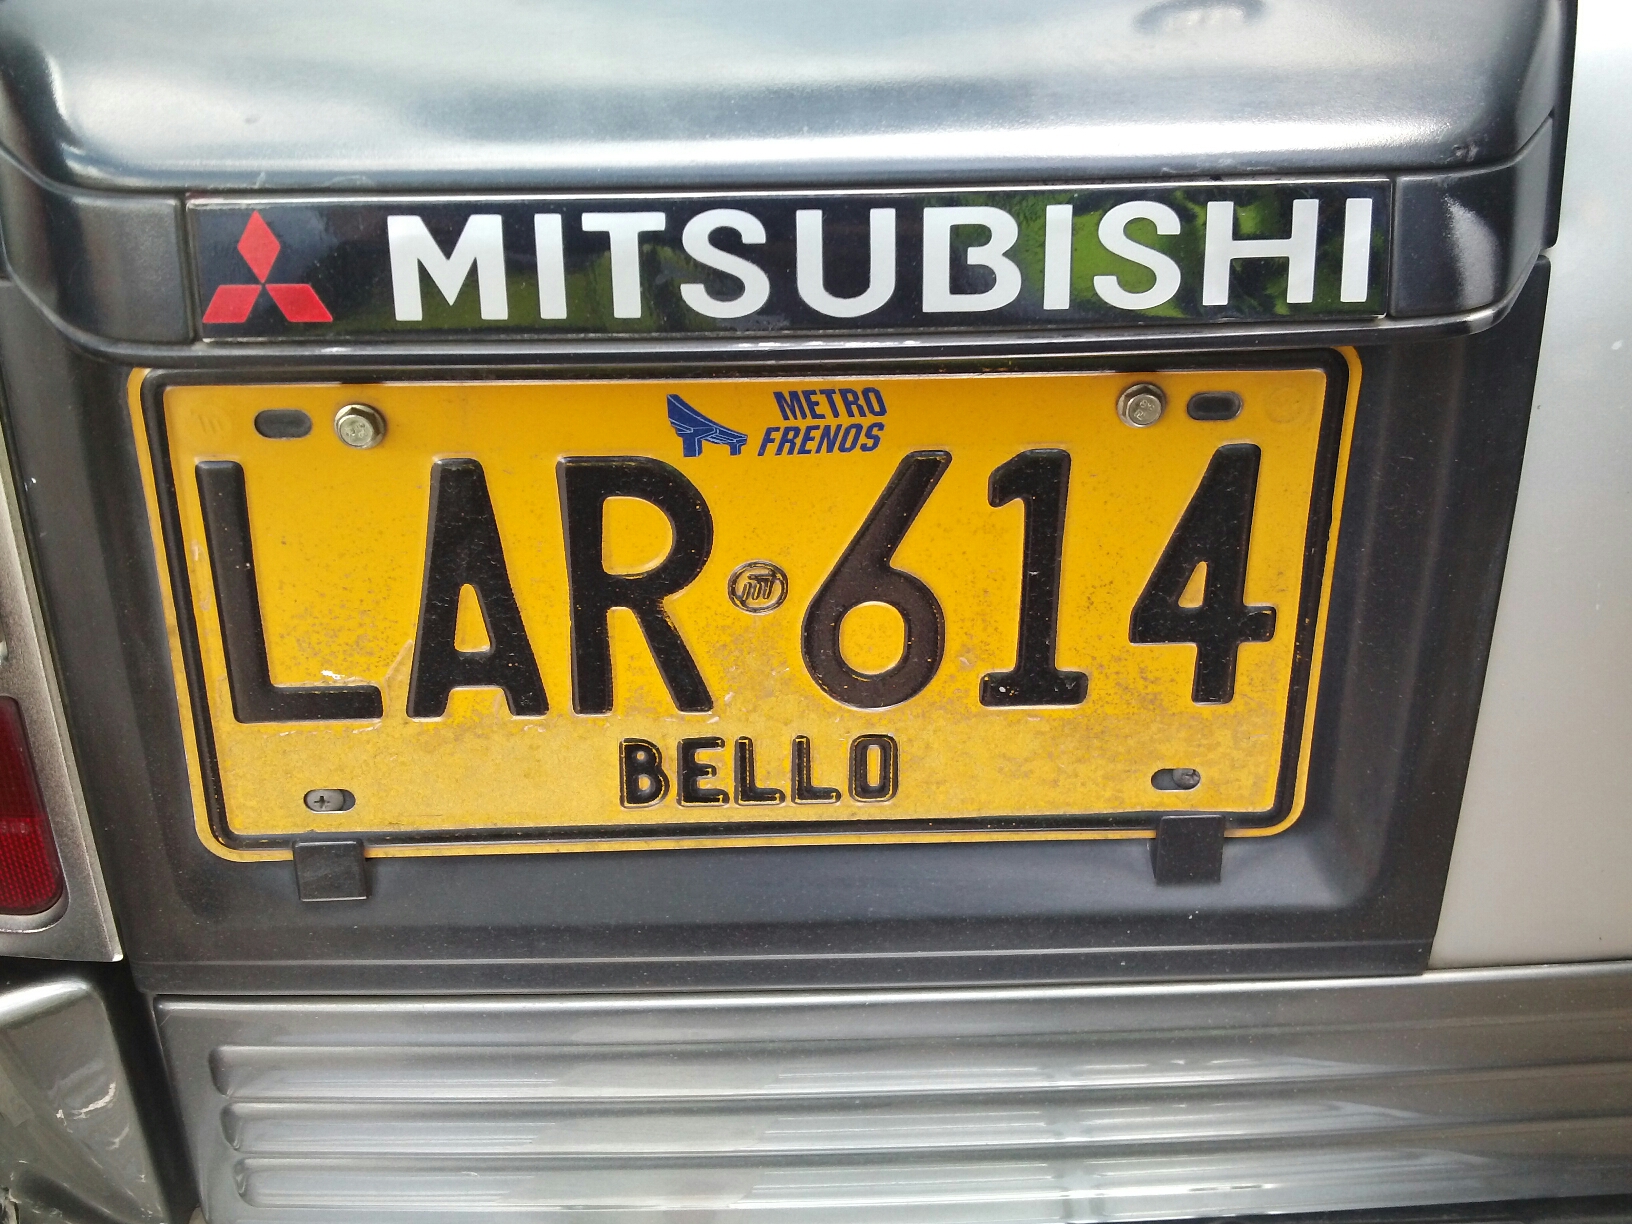 MITSUBISHI
METRO
FRENOS
LAR 614
BELLO